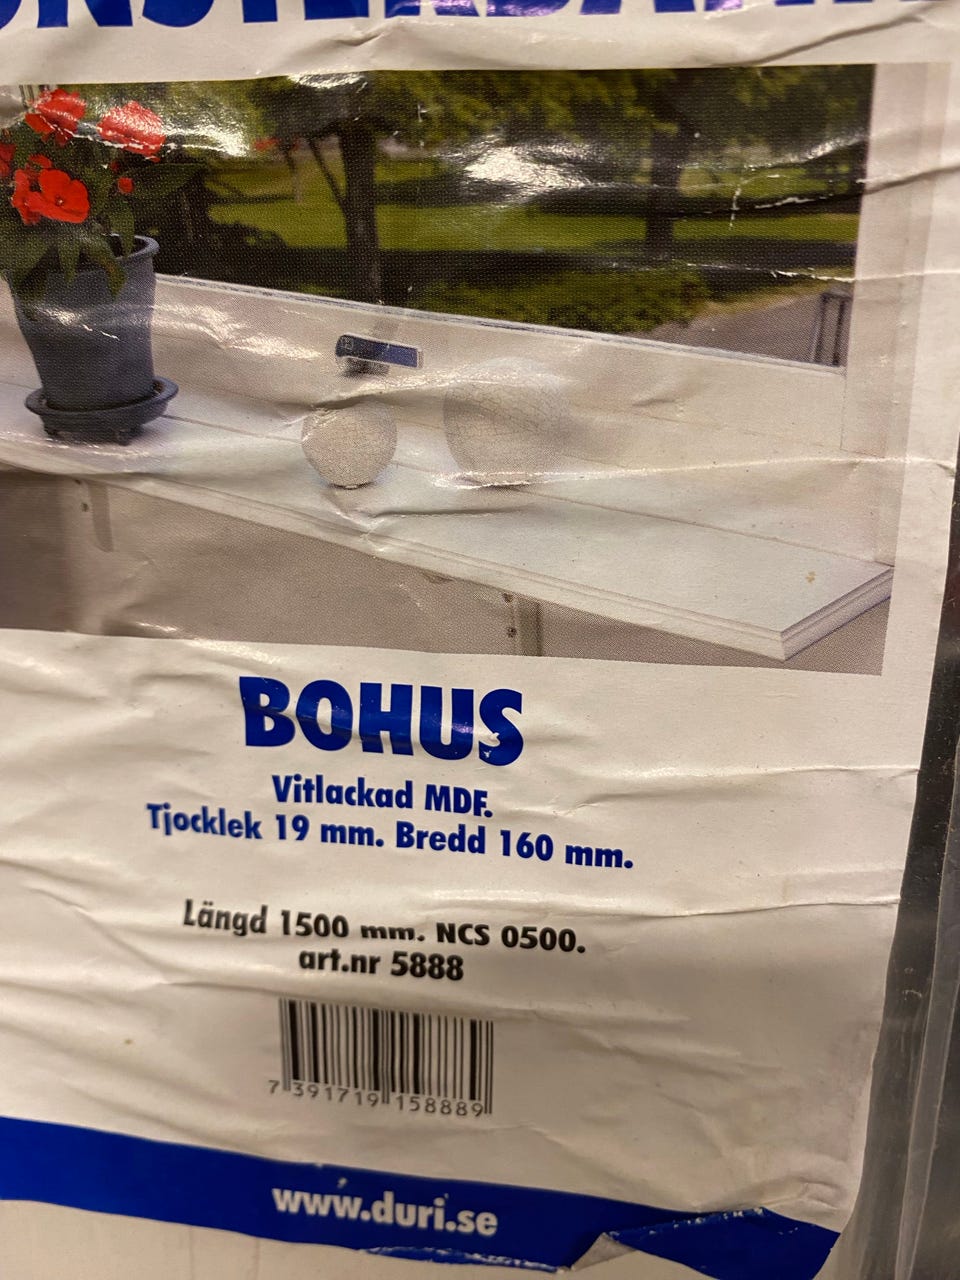 BOHUS
Vitlackad MDF.
Tjocklek 19 mm. Bredd 160 mm.
Längd 1500 mm. NCS 0500.
art.nr 5888
7 391719 158889
www.duri.se